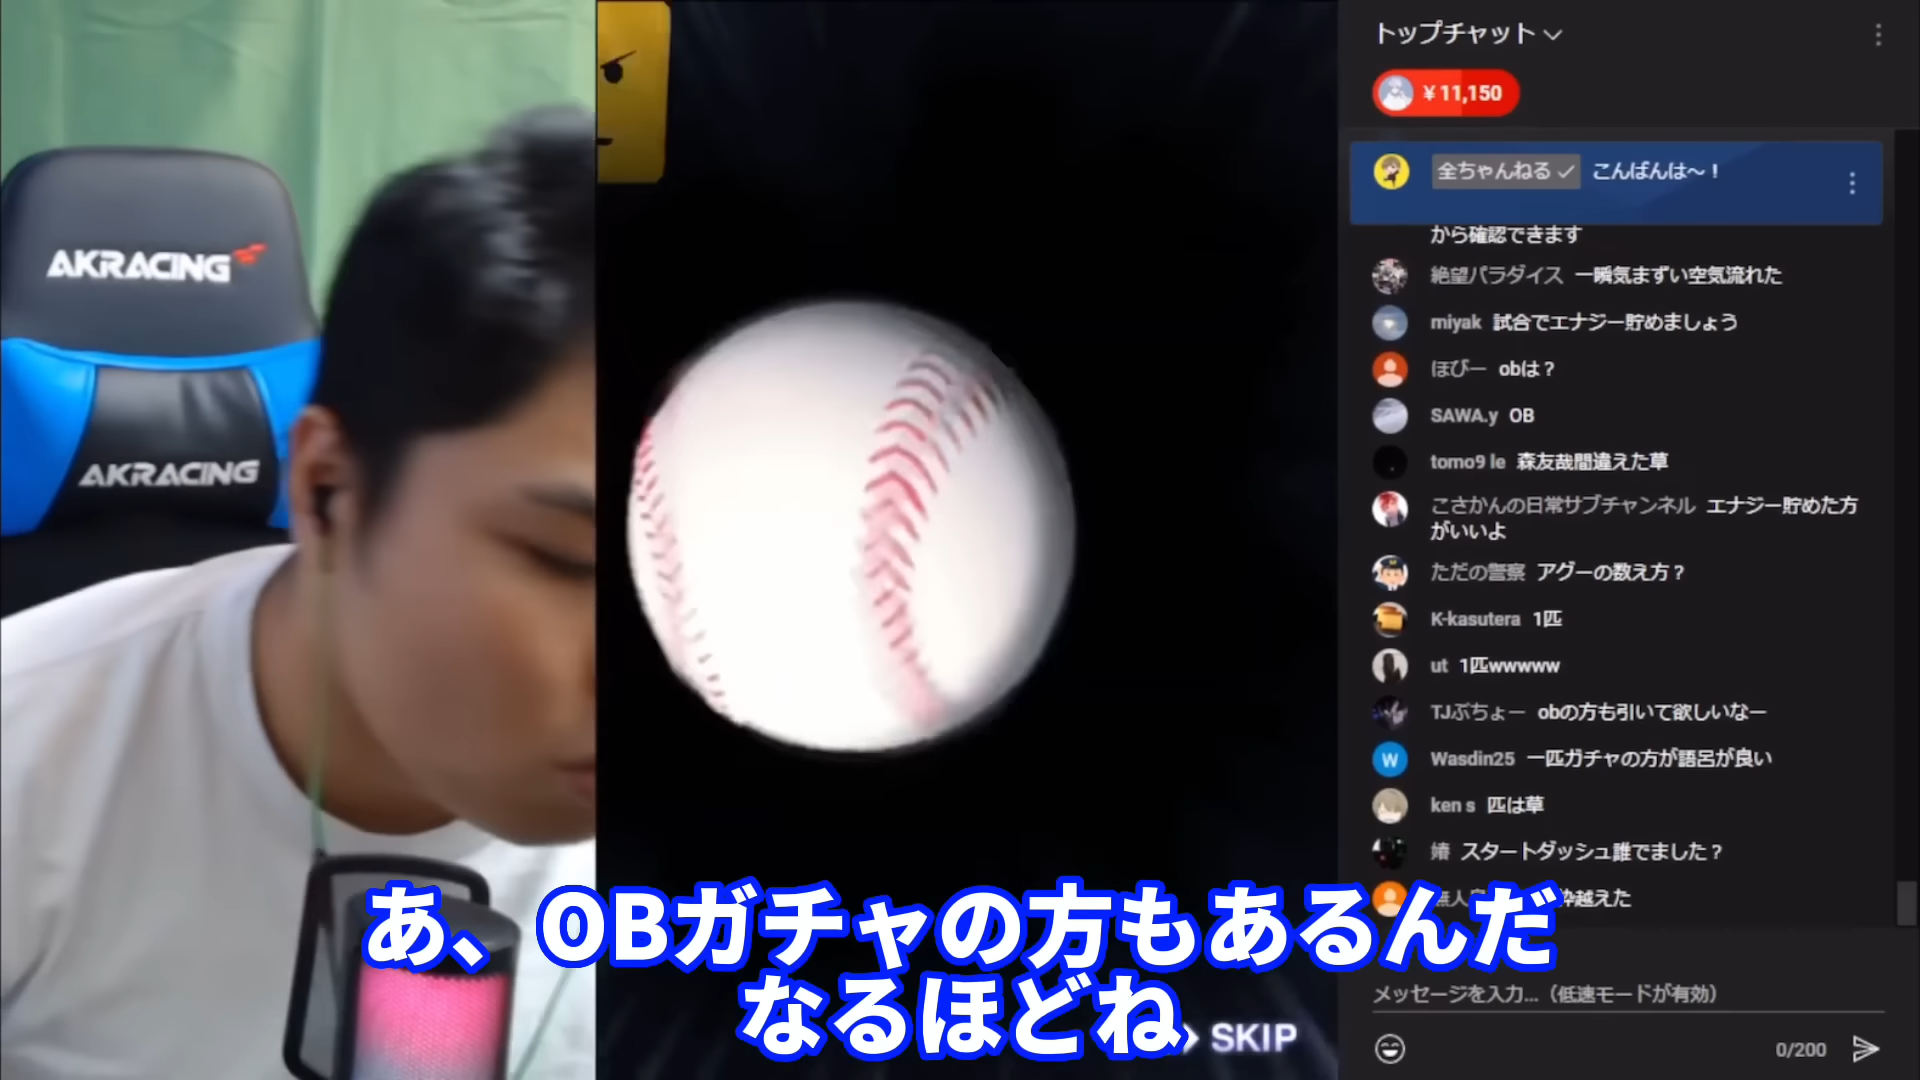 AKRACING
AKRACING
トップチャット
¥11,150
全ちゃんねる こんばんは～！
から確認できます
絶望パラダイス 一瞬気まずい空気流れた
miyak 試合でエナジー貯めましょう
ほびー obは？
SAWA.y OB
tomo9 le 森友哉間違えた草
こさかんの日常サブチャンネル エナジー貯めた方
がいいよ
ただの警察 アグーの数え方？
K-kasutera 1匹
ut 1匹wwwww
TJぶちょー obの方も引いて欲しいなー
W Wasdin25 一匹ガチャの方が語呂が良い
ken s 匹は草
婧 スタートダッシュ誰でました？
無人 枠越えた
あ、OBガチャの方もあるんだ
なるほどね
SKIP
メッセージを入力...（低速モードが有効）
0/200